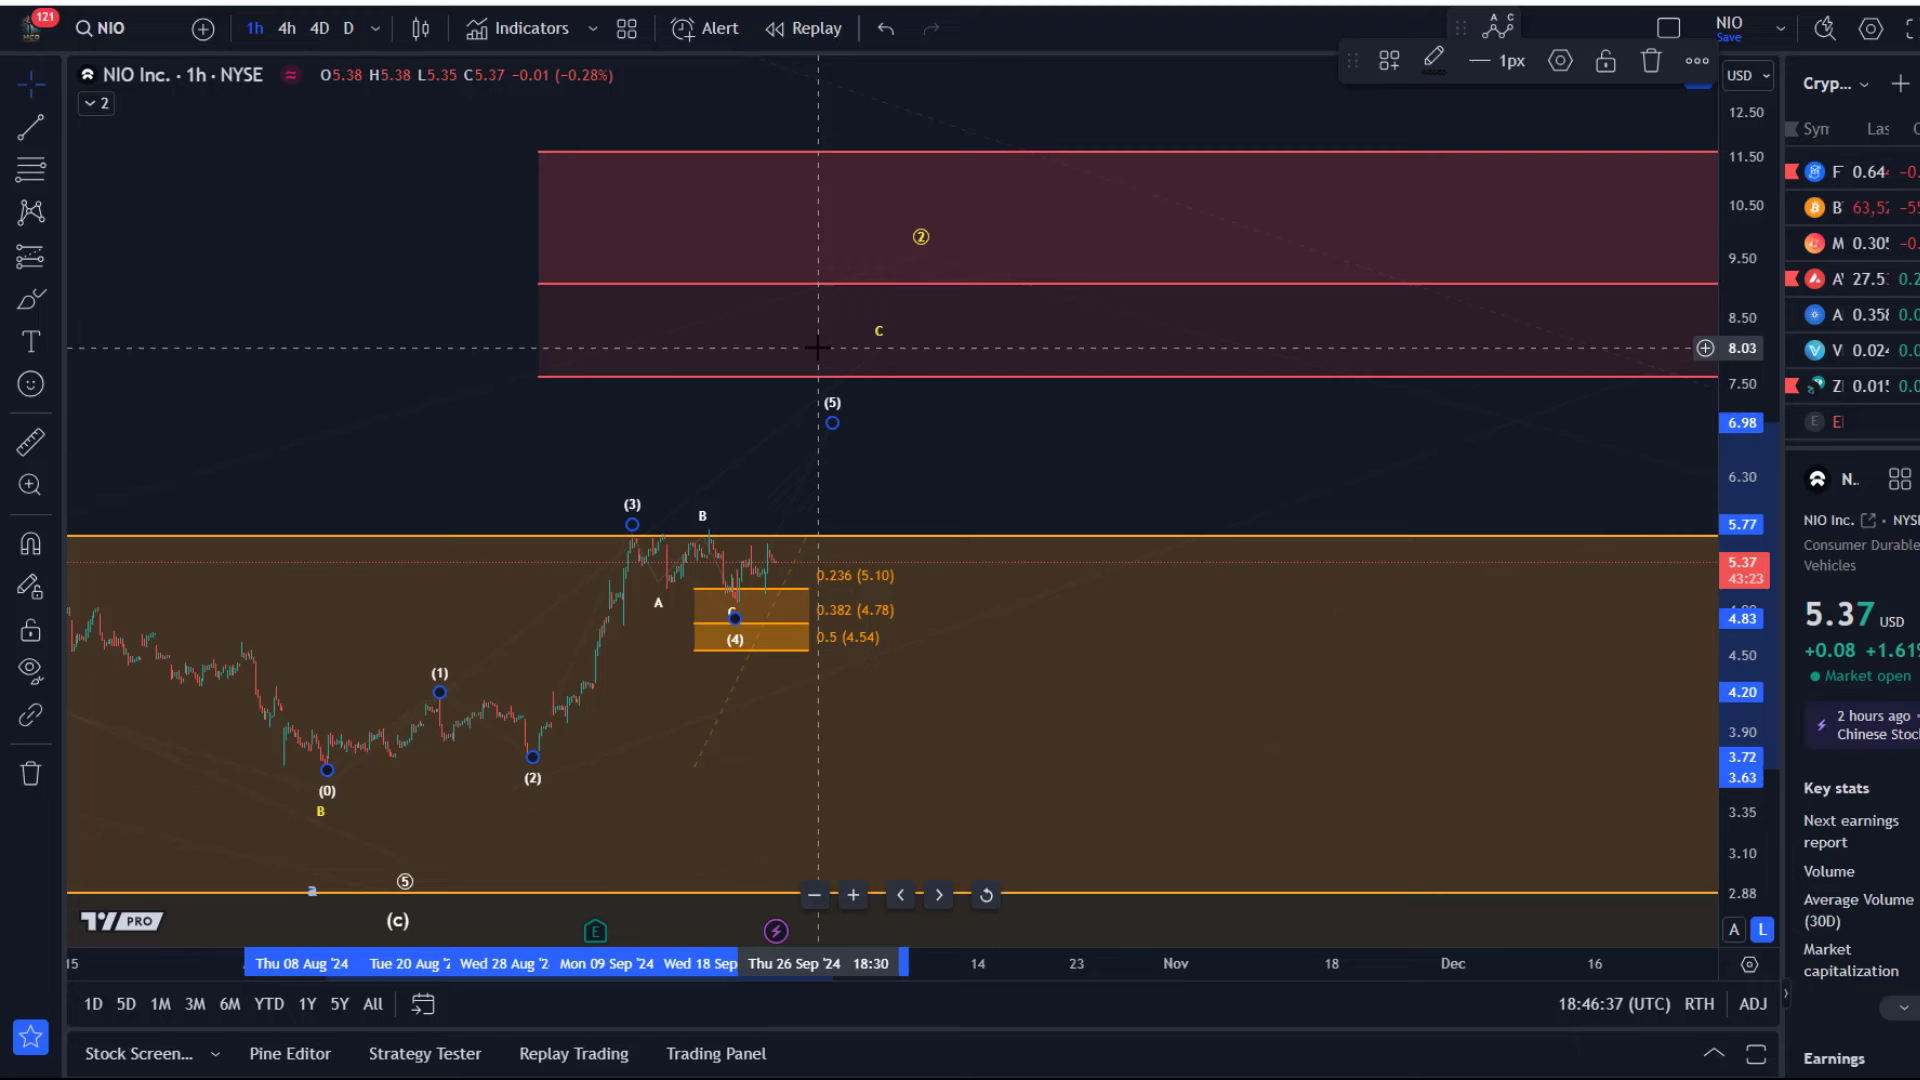 121
NIO
1h
4h
4D
D
Indicators
Alert
Replay
A C
NIO
Save
NIO Inc. · 1h · NYSE
O5.38 H5.38 L5.35 C5.37 −0.01 (−0.28%)
2
1px
USD
12.50
11.50
10.50
9.50
8.50
8.03
7.50
6.98
6.30
5.77
5.37
43:23
4.83
4.50
4.20
3.90
3.72
3.63
3.35
3.10
2.88
②
C
(5)
(3)
B
A
(4)
0.236 (5.10)
0.382 (4.78)
0.5 (4.54)
(1)
(2)
(0)
B
a
⑤
(c)
PRO
E
A
L
15
Thu 08 Aug '24
Tue 20 Aug '2
Wed 28 Aug '2
Mon 09 Sep '24
Wed 18 Sep
Thu 26 Sep '24 18:30
14
23
Nov
18
Dec
16
1D 5D 1M 3M 6M YTD 1Y 5Y All
18:46:37 (UTC) RTH ADJ
Stock Screen...
Pine Editor
Strategy Tester
Replay Trading
Trading Panel
Cryp...
Syn
Las
F 0.64
B 63,52
M 0.30
A 27.5
A 0.358 0.0
V 0.024 0.0
Z 0.01 0.0
E
N..
NIO Inc. · NYS
Consumer Durable
Vehicles
5.37 USD
+0.08 +1.61%
Market open
2 hours ago
Chinese Stoc
Key stats
Next earnings
report
Volume
Average Volume
(30D)
Market
capitalization
Earnings